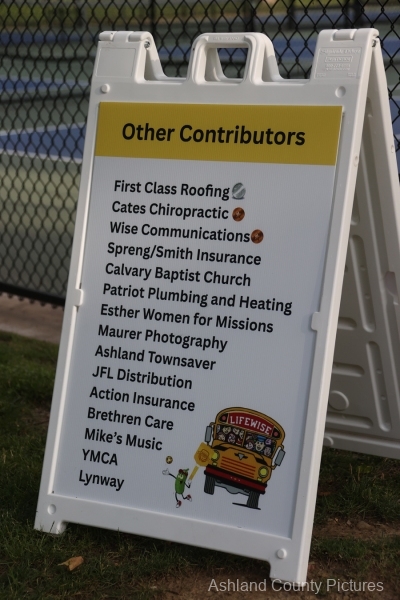 Other Contributors
First Class Roofing
Cates Chiropractic
Wise Communications
Spreng/Smith Insurance
Calvary Baptist Church
Patriot Plumbing and Heating
Esther Women for Missions
Maurer Photography
Ashland Townsaver
JFL Distribution
Action Insurance
Brethren Care
Mike's Music
YMCA
Lynway
LIFEWISE
Ashland County Pictures